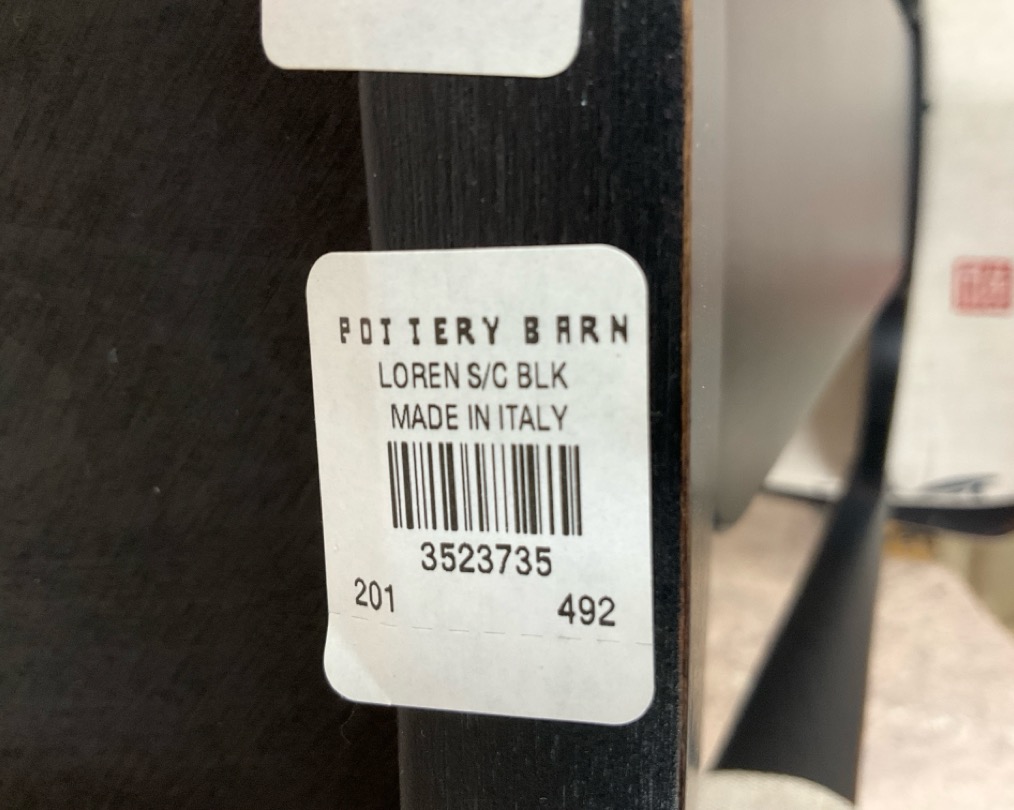 POTTERY BARN
LOREN S/C BLK
MADE IN ITALY
3523735
201 492